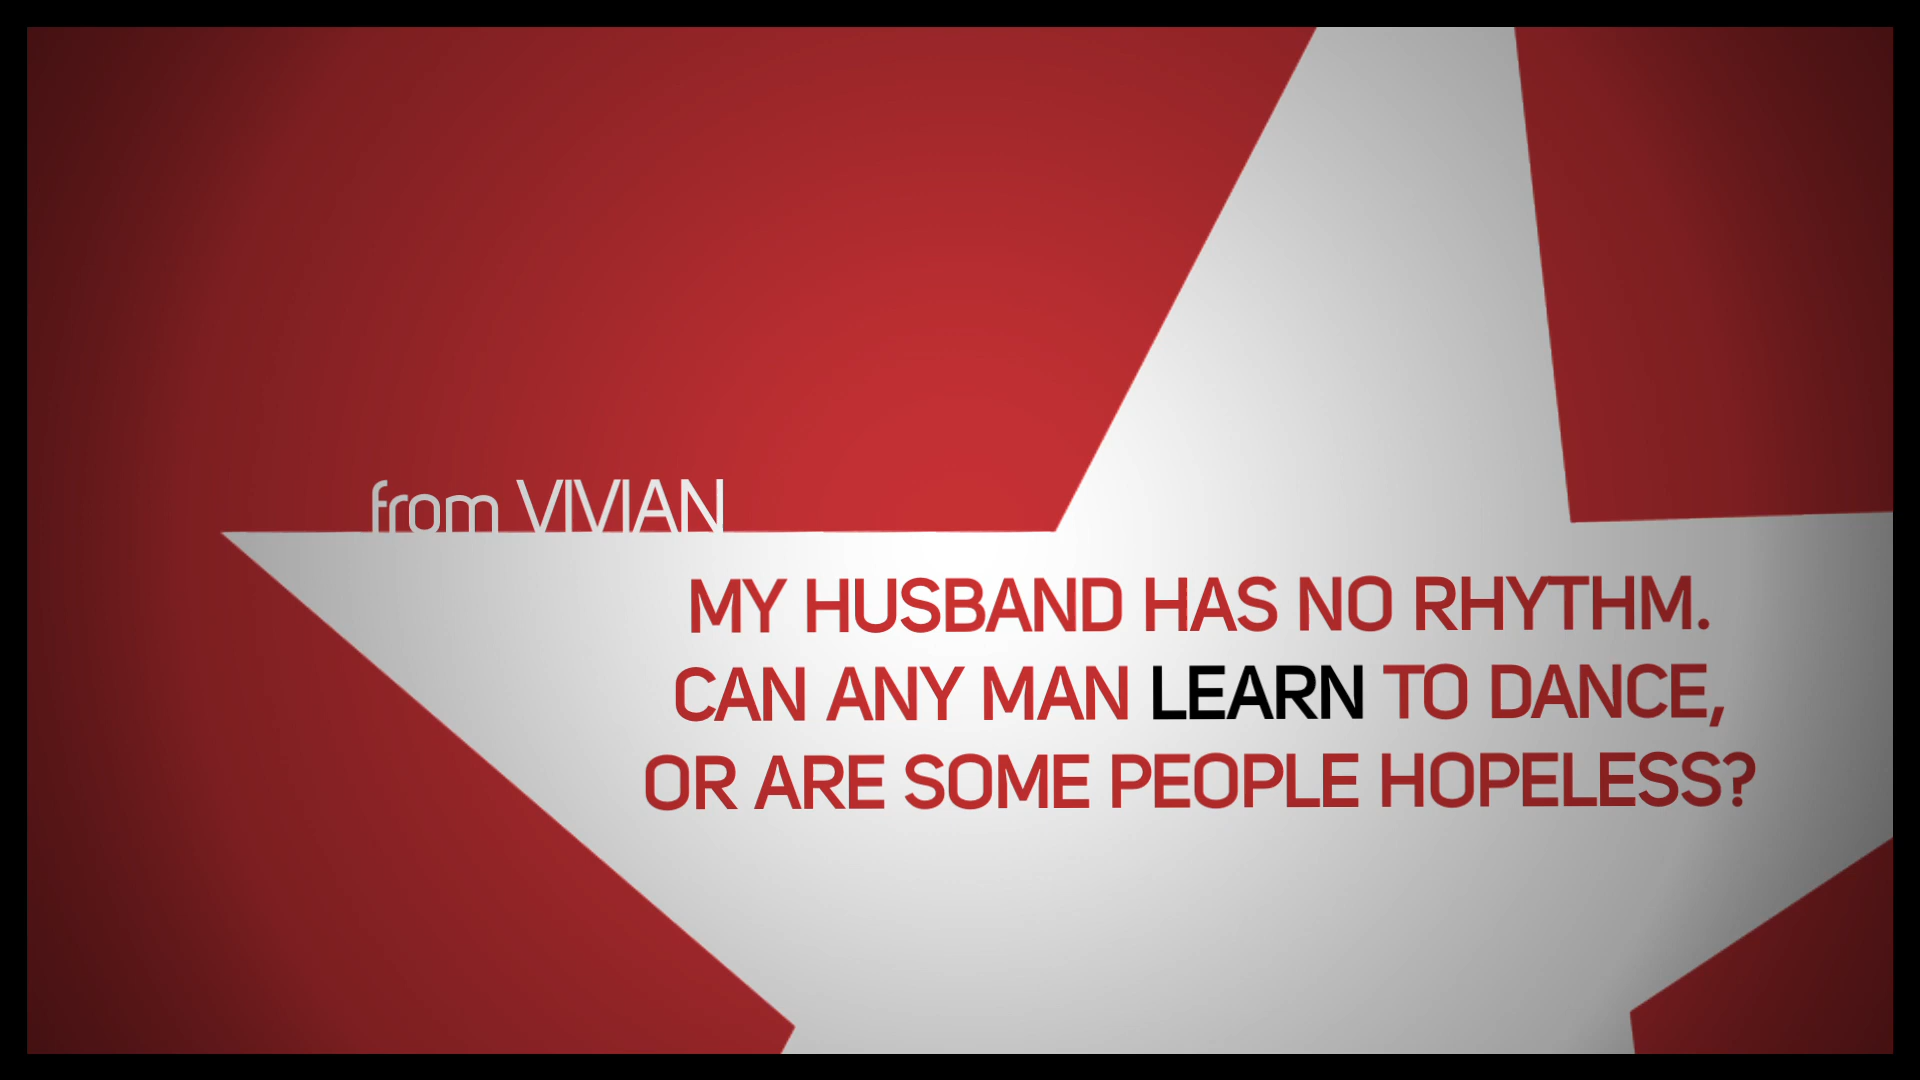 from VIVIAN
MY HUSBAND HAS NO RHYTHM.
CAN ANY MAN LEARN TO DANCE,
OR ARE SOME PEOPLE HOPELESS?